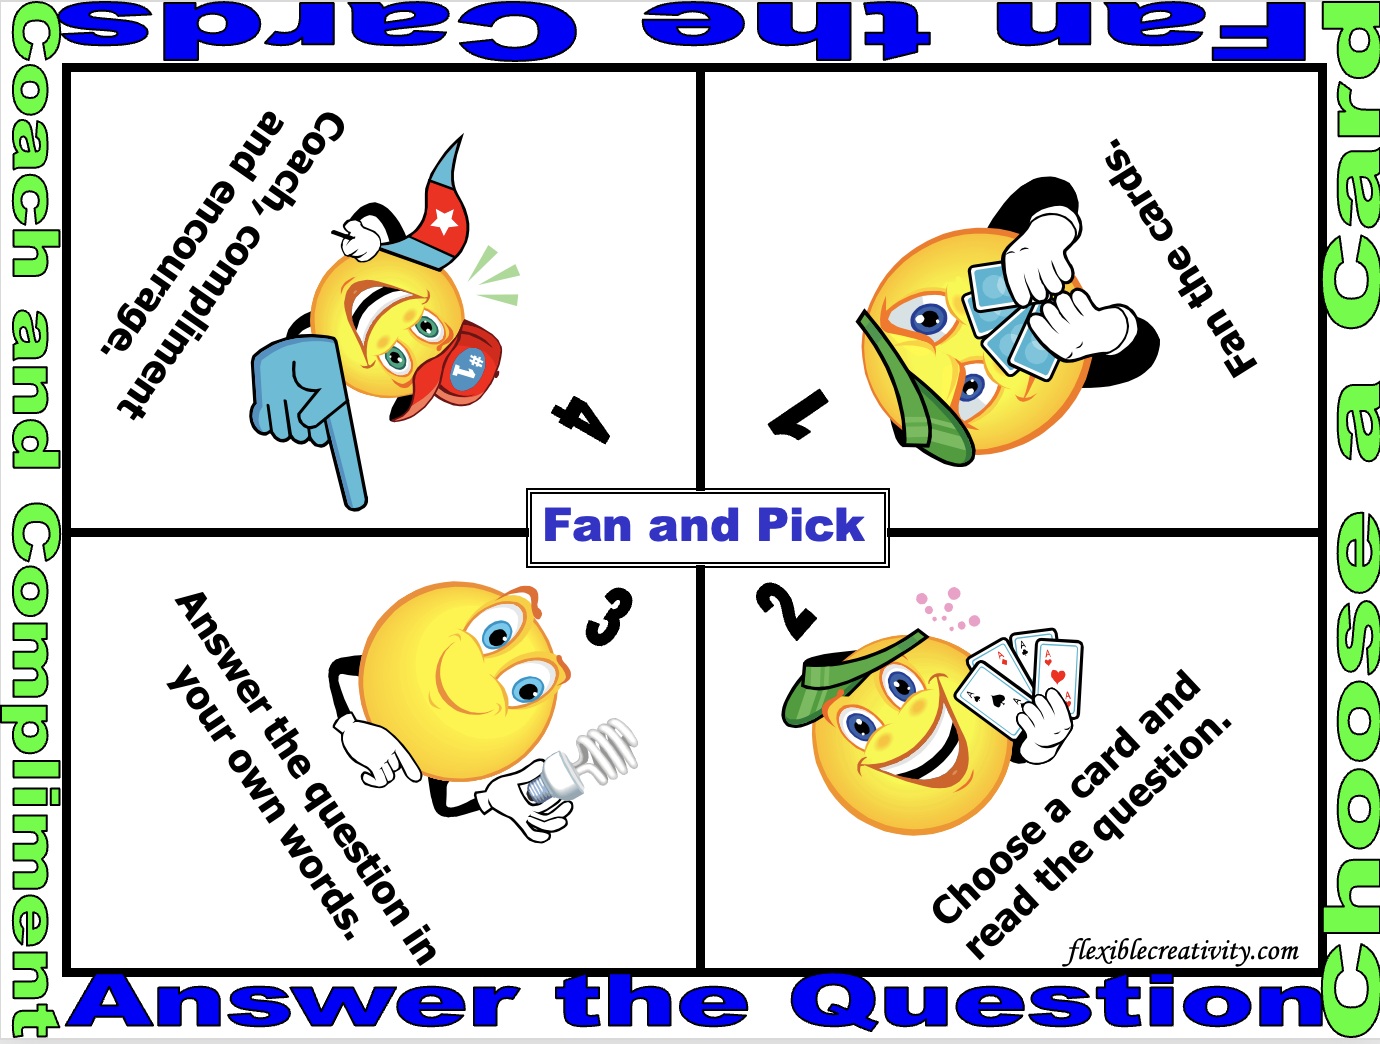 Fan the Cards
Coach and Compliment
Choose a Card
Coach, compliment
and encourage.
#1
4
Fan the cards.
1
Fan and Pick
Answer the question in
your own words.
3
2
A
A
A
A
A
A
Choose a card and
read the question.
flexiblecreativity.com
Answer the Question